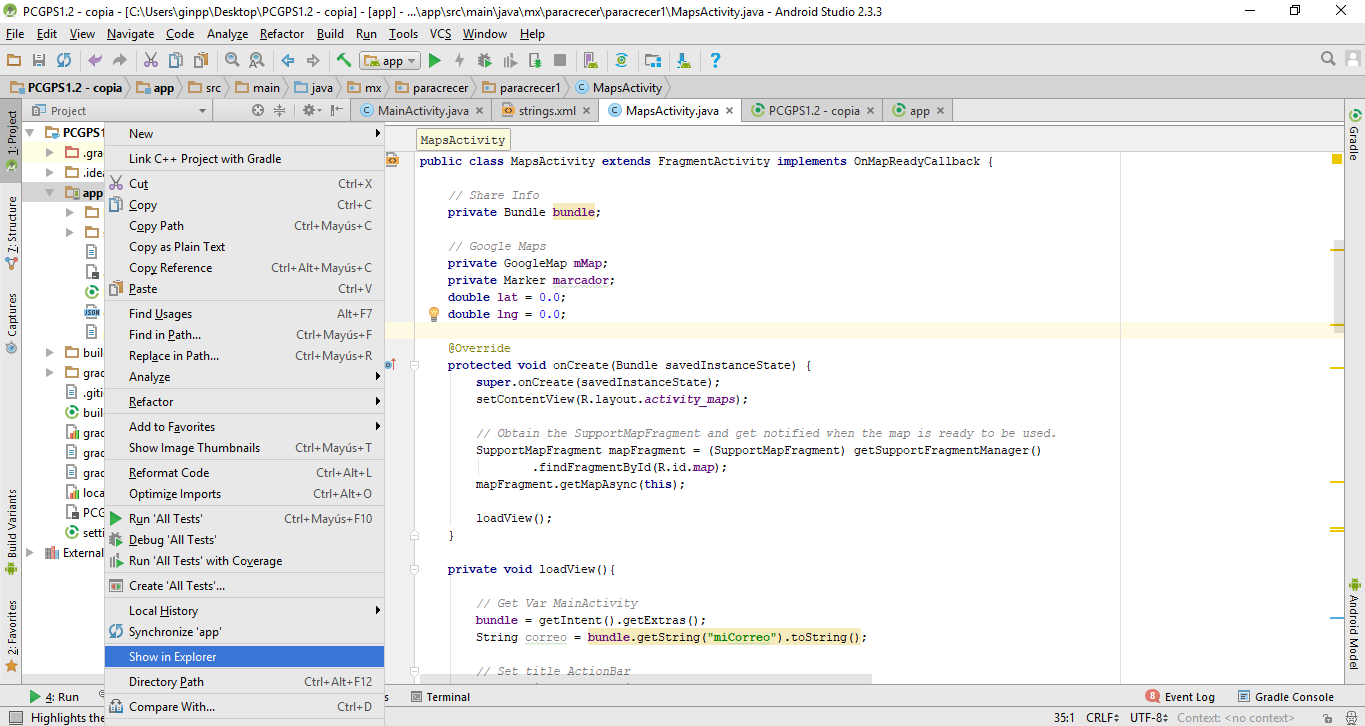 PCGPS1.2 - copia - [C:\Users\ginpp\Desktop\PCGPS1.2 - copia] - [app] - ...\app\src\main\java\mx\paracrecer\paracrecer1\MapsActivity.java - Android Studio 2.3.3
File Edit View Navigate Code Analyze Refactor Build Run Tools VCS Window Help
app
PCGPS1.2 - copia app src main java mx paracrecer paracrecer1 MapsActivity
Project MainActivity.java strings.xml MapsActivity.java PCGPS1.2 - copia app
1: Project
7: Structure
Captures
Build Variants
2: Favorites
PCGPS1
.gra
.idea
app
JSON
buil
grad
.giti
buil
grad
grad
grad
loca
PCG
setti
External
New
Link C++ Project with Gradle
Cut Ctrl+X
Copy Ctrl+C
Copy Path Ctrl+Mayús+C
Copy as Plain Text
Copy Reference Ctrl+Alt+Mayús+C
Paste Ctrl+V
Find Usages Alt+F7
Find in Path... Ctrl+Mayús+F
Replace in Path... Ctrl+Mayús+R
Analyze
Refactor
Add to Favorites
Show Image Thumbnails Ctrl+Mayús+T
Reformat Code Ctrl+Alt+L
Optimize Imports Ctrl+Alt+O
Run 'All Tests' Ctrl+Mayús+F10
Debug 'All Tests'
Run 'All Tests' with Coverage
Create 'All Tests'...
Local History
Synchronize 'app'
Show in Explorer
Directory Path Ctrl+Alt+F12
Compare With... Ctrl+D
MapsActivity
public class MapsActivity extends FragmentActivity implements OnMapReadyCallback {
// Share Info
private Bundle bundle;
// Google Maps
private GoogleMap mMap;
private Marker marcador;
double lat = 0.0;
double lng = 0.0;
@Override
protected void onCreate(Bundle savedInstanceState) {
super.onCreate(savedInstanceState);
setContentView(R.layout.activity_maps);
// Obtain the SupportMapFragment and get notified when the map is ready to be used.
SupportMapFragment mapFragment = (SupportMapFragment) getSupportFragmentManager()
.findFragmentById(R.id.map);
mapFragment.getMapAsync(this);
loadView();
}
private void loadView(){
// Get Var MainActivity
bundle = getIntent().getExtras();
String correo = bundle.getString("miCorreo").toString();
// Set title ActionBar
Gradle
Android Model
4: Run s Terminal 8 Event Log Gradle Console
Highlights the 35:1 CRLF UTF-8 Context: <no context>